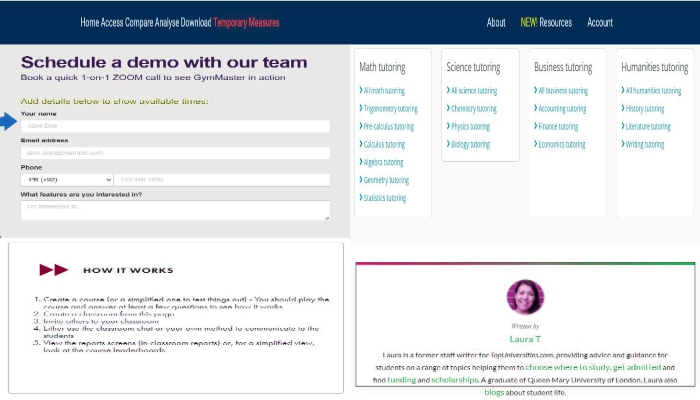 Home Access Compare Analyse Download Temporary Measures
About NEW! Resources Account
Schedule a demo with our team
Book a quick 1-on-1 ZOOM call to see GymMaster in action
Add details below to show available times:
Your name
Jane Doe
Email address
jane.doe@example.com
Phone
PK (+92)
What features are you interested in?
I'm interested in...
Math tutoring
All math tutoring
Trigonometry tutoring
Pre-calculus tutoring
Calculus tutoring
Algebra tutoring
Geometry tutoring
Statistics tutoring
Science tutoring
All science tutoring
Chemistry tutoring
Physics tutoring
Biology tutoring
Business tutoring
All business tutoring
Accounting tutoring
Finance tutoring
Economics tutoring
Humanities tutoring
All humanities tutoring
History tutoring
Literature tutoring
Writing tutoring
HOW IT WORKS
1. Create a course (or a simplified one to test things out) - You should play the
course and answer at least a few questions to see how it works
2. Create a classroom from this page
3. Invite others to your classroom
4. Either use the classroom chat or your own method to communicate to the
students
5. View the reports screens (in classroom reports) or, for a simplified view,
look at the course leaderboards
Written by
Laura T
Laura is a former staff writer for TopUniversities.com, providing advice and guidance for
students on a range of topics helping them to choose where to study, get admitted and
find funding and scholarships. A graduate of Queen Mary University of London, Laura also
blogs about student life.